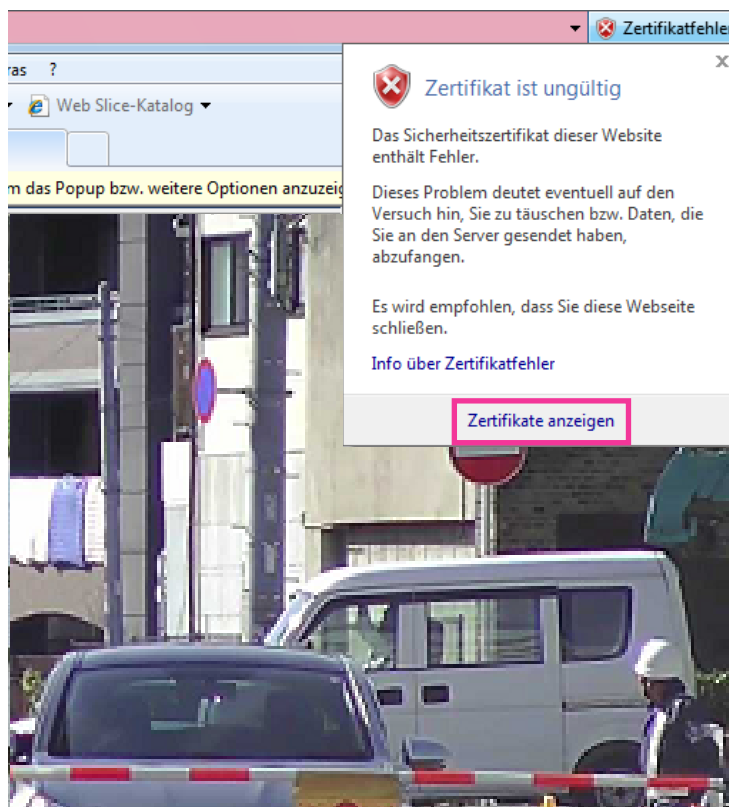 Zertifikatfehle
ras ?
Web Slice-Katalog
m das Popup bzw. weitere Optionen anzuzeig
Zertifikat ist ungültig
Das Sicherheitszertifikat dieser Website
enthält Fehler.
Dieses Problem deutet eventuell auf den
Versuch hin, Sie zu täuschen bzw. Daten, die
Sie an den Server gesendet haben,
abzufangen.
Es wird empfohlen, dass Sie diese Webseite
schließen.
Info über Zertifikatfehler
Zertifikate anzeigen